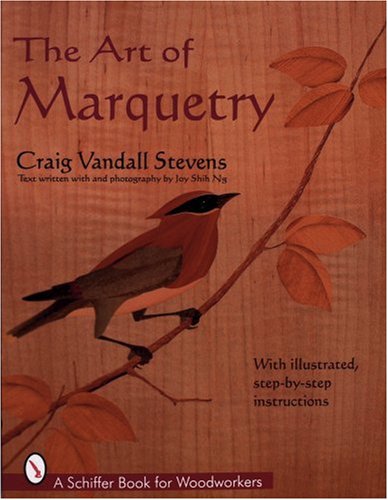 The Art of
Marquetry
Craig Vandall Stevens
Text written with and photography by Joy Shih Ng
With illustrated,
step-by-step
instructions
A Schiffer Book for Woodworkers